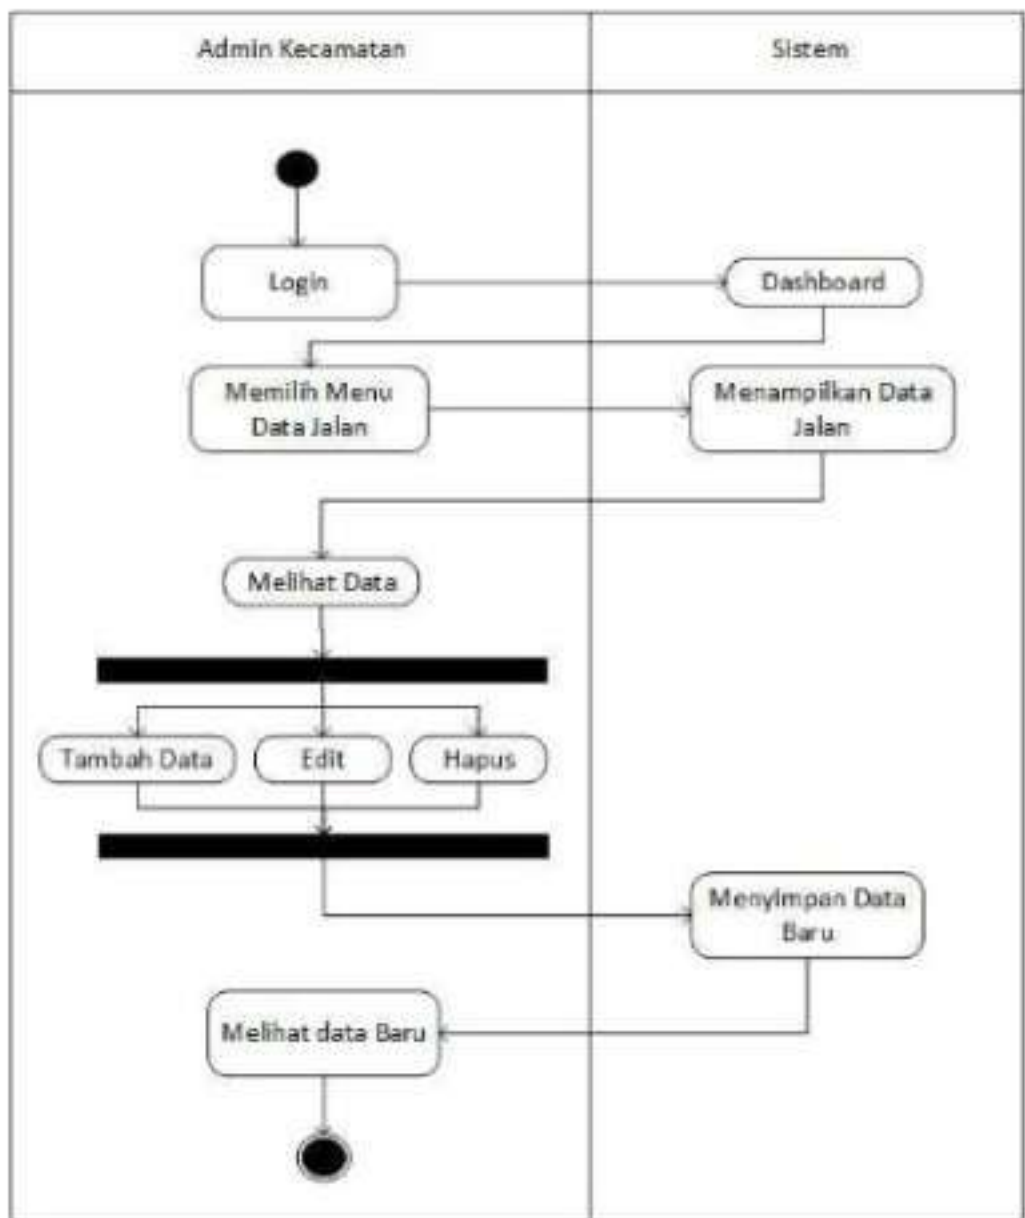 Admin Kecamatan
Sistem
Login
Dashboard
Memilih Menu
Data Jalan
Menampilkan Data
Jalan
Melihat Data
Tambah Data
Edit
Hapus
MenyImpan Data
Baru
Melihat data Baru